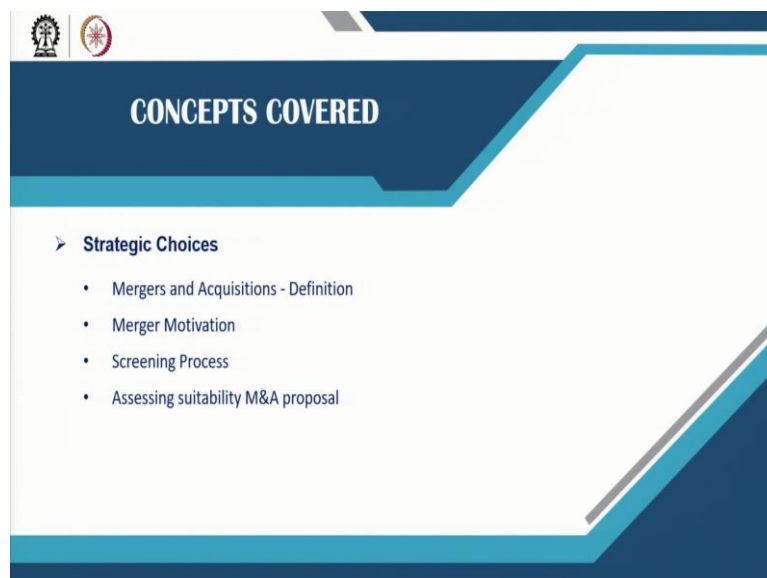 CONCEPTS COVERED
➤ Strategic Choices
• Mergers and Acquisitions - Definition
• Merger Motivation
• Screening Process
• Assessing suitability M&A proposal